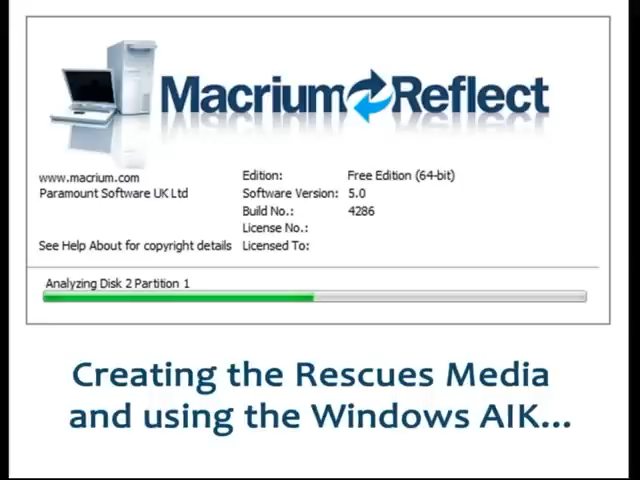 Macrium Reflect
www.macrium.com
Paramount Software UK Ltd
See Help About for copyright details
Edition: Free Edition (64-bit)
Software Version: 5.0
Build No.: 4286
License No.:
Licensed To:
Analyzing Disk 2 Partition 1
Creating the Rescues Media
and using the Windows AIK...